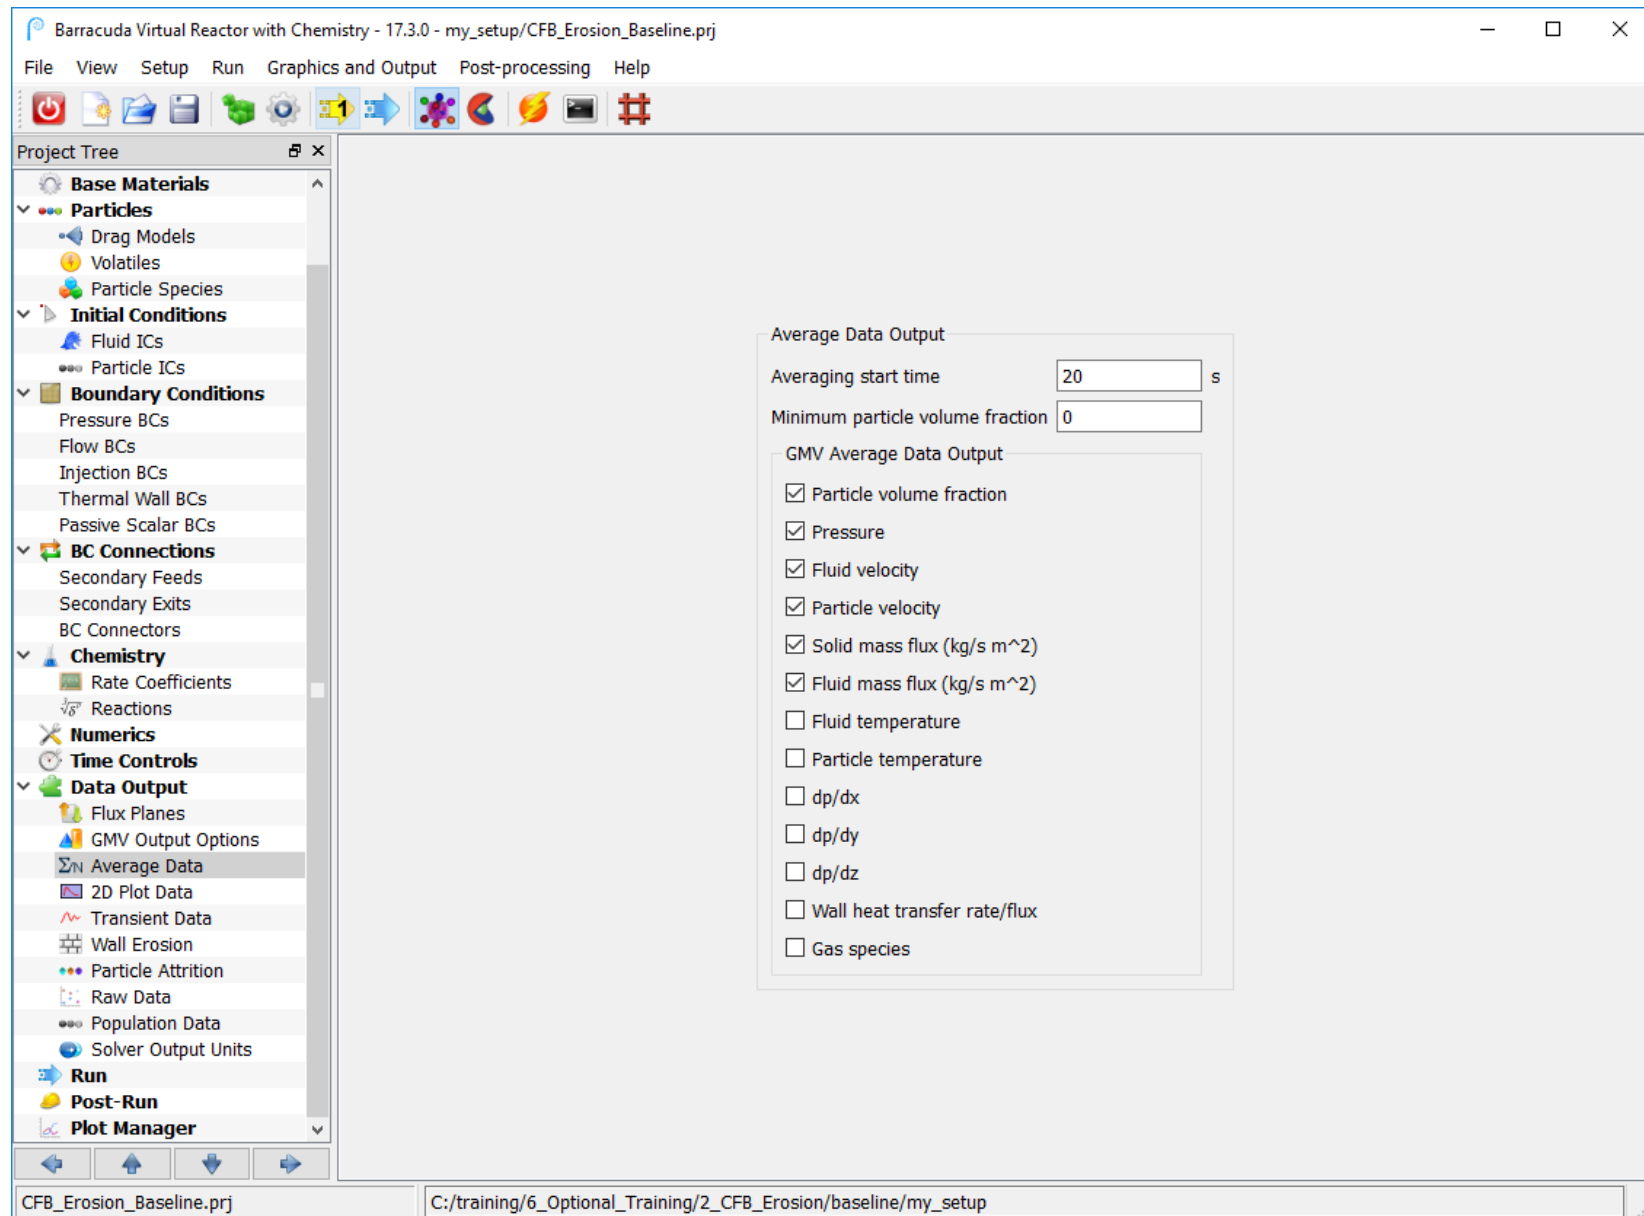 Barracuda Virtual Reactor with Chemistry - 17.3.0 - my_setup/CFB_Erosion_Baseline.prj
File View Setup Run Graphics and Output Post-processing Help
1
Project Tree
Base Materials
Particles
Drag Models
Volatiles
Particle Species
Initial Conditions
Fluid ICs
Particle ICs
Boundary Conditions
Pressure BCs
Flow BCs
Injection BCs
Thermal Wall BCs
Passive Scalar BCs
BC Connections
Secondary Feeds
Secondary Exits
BC Connectors
Chemistry
Rate Coefficients
Reactions
Numerics
Time Controls
Data Output
Flux Planes
GMV Output Options
Σ/N Average Data
2D Plot Data
Transient Data
Wall Erosion
Particle Attrition
Raw Data
Population Data
Solver Output Units
Run
Post-Run
Plot Manager
Average Data Output
Averaging start time 20 s
Minimum particle volume fraction 0
GMV Average Data Output
Particle volume fraction
Pressure
Fluid velocity
Particle velocity
Solid mass flux (kg/s m^2)
Fluid mass flux (kg/s m^2)
Fluid temperature
Particle temperature
dp/dx
dp/dy
dp/dz
Wall heat transfer rate/flux
Gas species
CFB_Erosion_Baseline.prj
C:/training/6_Optional_Training/2_CFB_Erosion/baseline/my_setup